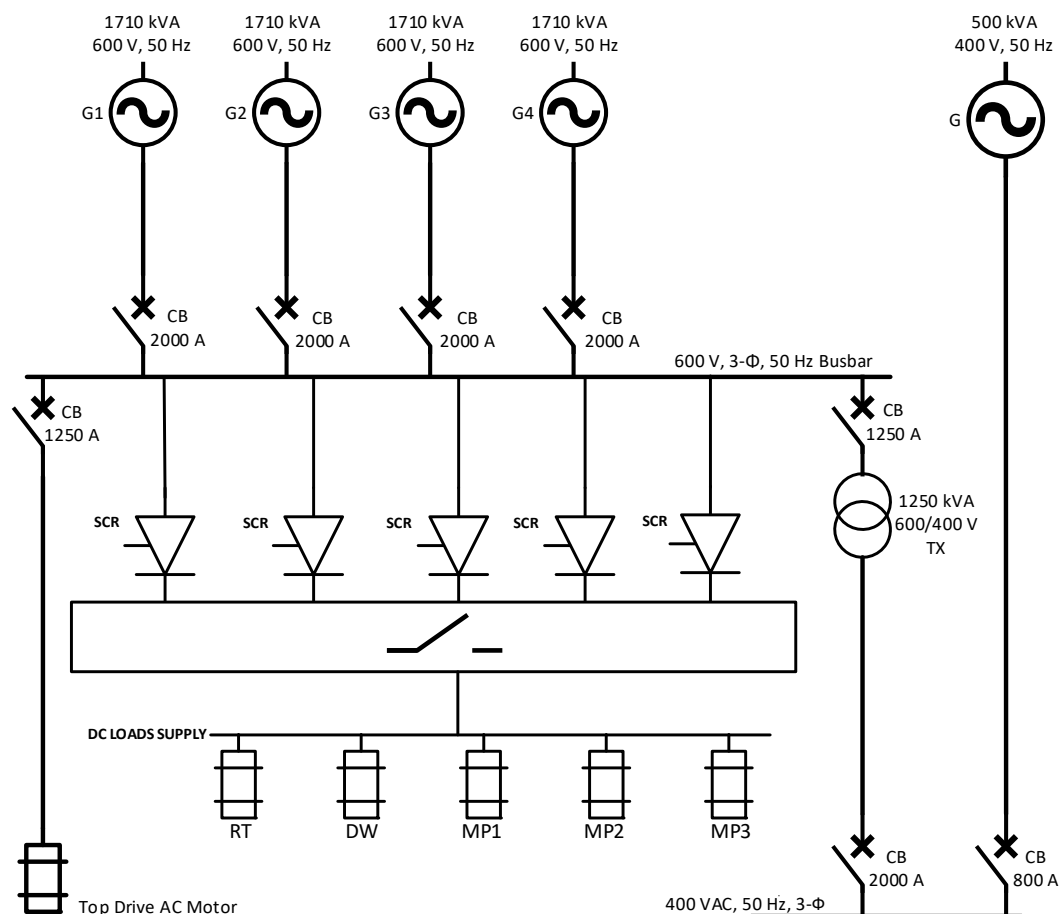 1710 kVA
600 V, 50 Hz
1710 kVA
600 V, 50 Hz
1710 kVA
600 V, 50 Hz
1710 kVA
600 V, 50 Hz
500 kVA
400 V, 50 Hz
G1
G2
G3
G4
G
CB
2000 A
CB
2000 A
CB
2000 A
CB
2000 A
600 V, 3-Φ, 50 Hz Busbar
CB
1250 A
CB
1250 A
SCR
SCR
SCR
SCR
SCR
1250 kVA
600/400 V
TX
DC LOADS SUPPLY
RT
DW
MP1
MP2
MP3
CB
2000 A
CB
800 A
Top Drive AC Motor
400 VAC, 50 Hz, 3-Φ